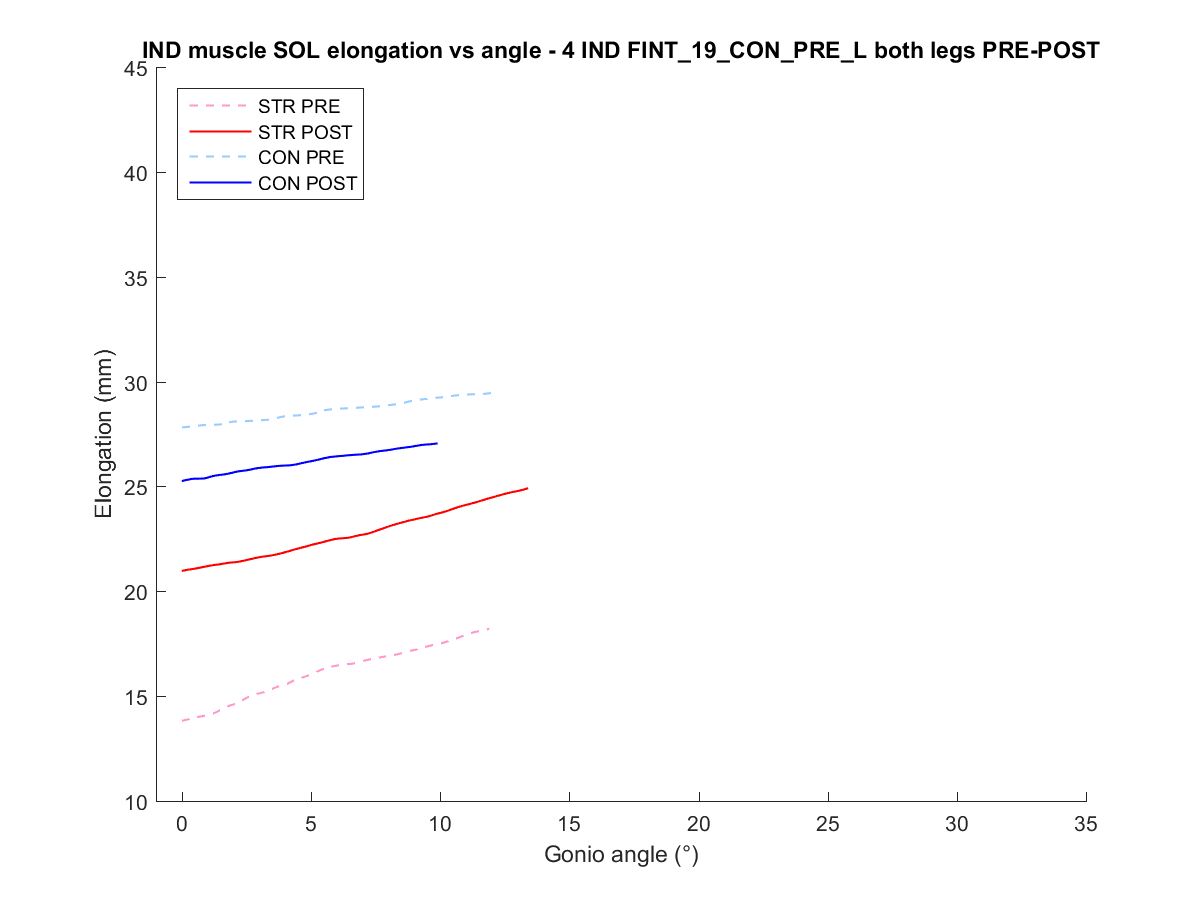 IND muscle SOL elongation vs angle - 4 IND FINT_19_CON_PRE_L both legs PRE-POST
45
40
35
30
25
20
15
10
Elongation (mm)
STR PRE
STR POST
CON PRE
CON POST
0 5 10 15 20 25 30 35
Gonio angle (°)